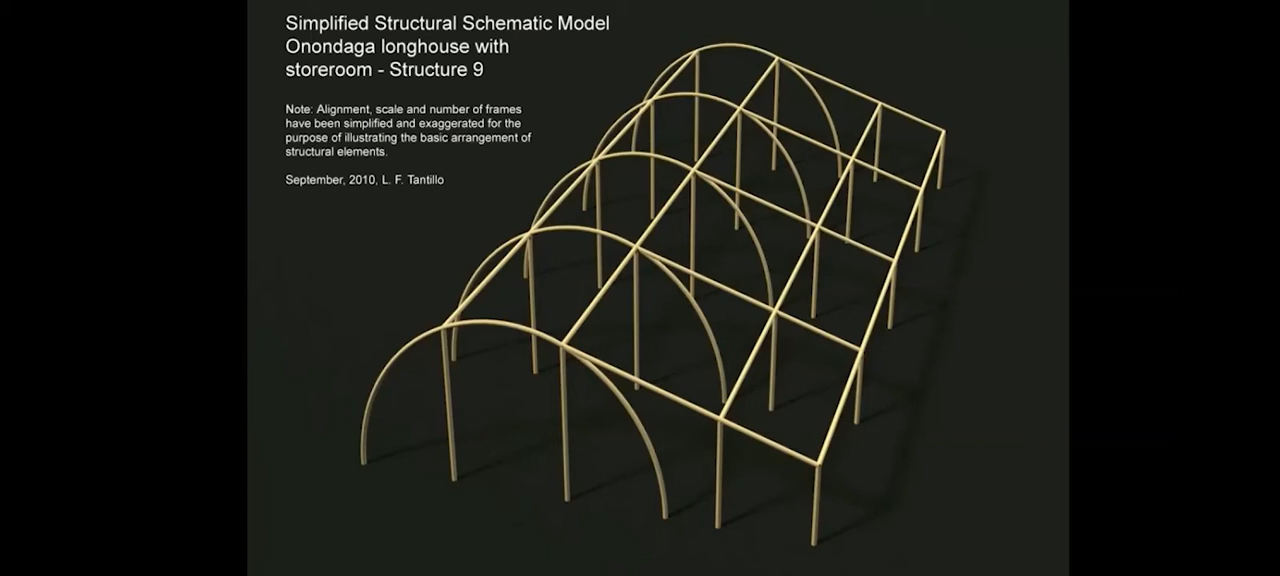 Simplified Structural Schematic Model
Onondaga longhouse with
storeroom - Structure 9
Note: Alignment, scale and number of frames
have been simplified and exaggerated for the
purpose of illustrating the basic arrangement of
structural elements.
September, 2010, L. F. Tantillo